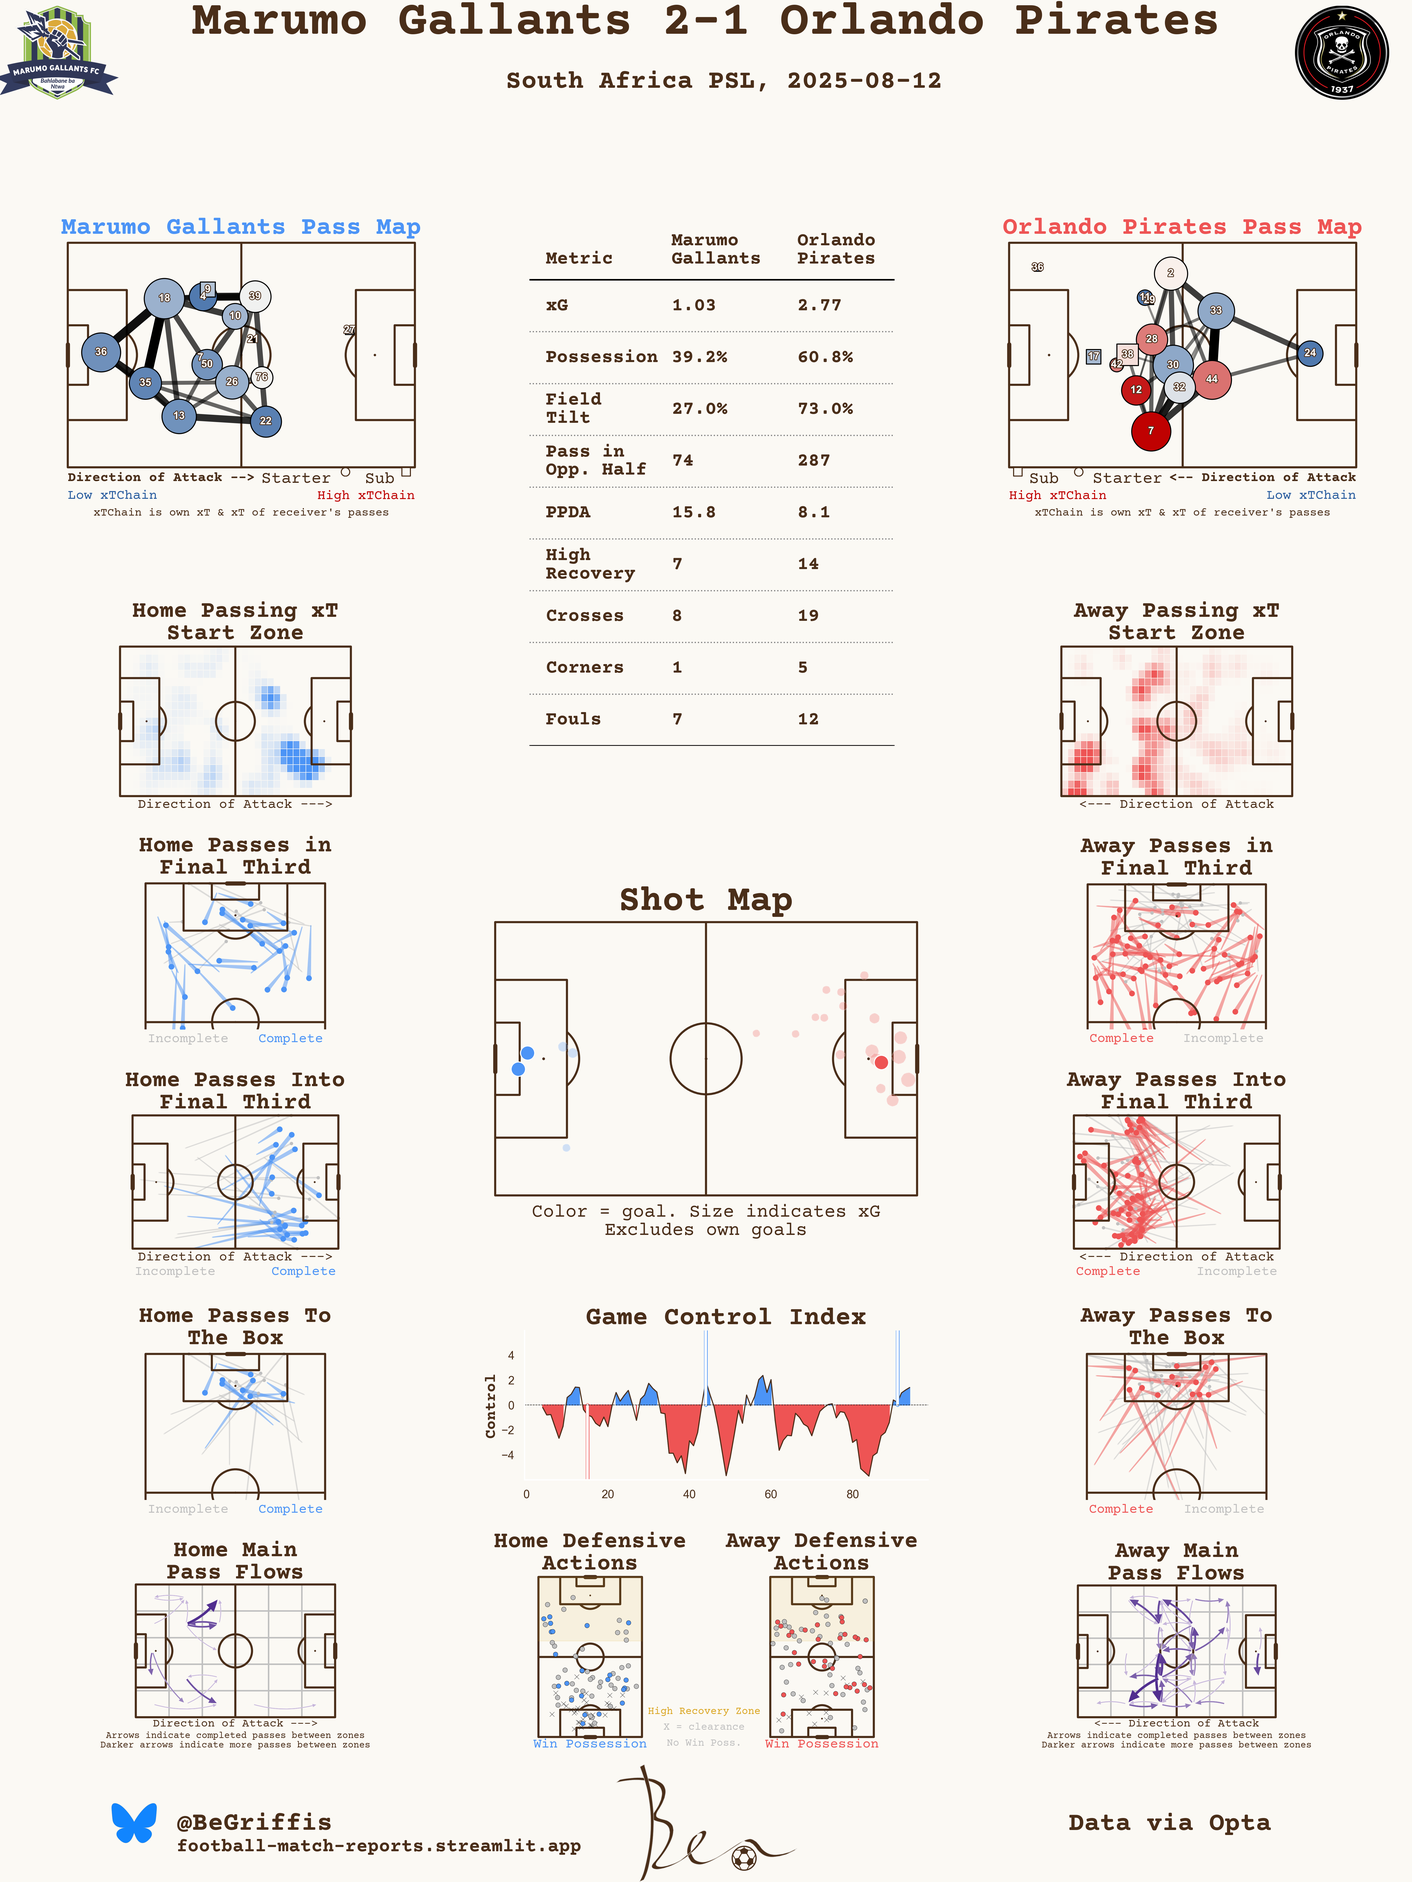 Marumo Gallants 2-1 Orlando Pirates
South Africa PSL, 2025-08-12
MARUMO GALLANTS FC
Bahlabane ba
Ntwa
ORLANDO
PIRATES
1937
Marumo Gallants Pass Map
18
4
9
39
10
21
27
36
7
50
35
26
76
13
22
Direction of Attack --> Starter Sub
Low xTChain High xTChain
xTChain is own xT & xT of receiver's passes
Metric Marumo Gallants Orlando Pirates
xG 1.03 2.77
Possession 39.2% 60.8%
Field Tilt 27.0% 73.0%
Pass in Opp. Half 74 287
PPDA 15.8 8.1
High Recovery 7 14
Crosses 8 19
Corners 1 5
Fouls 7 12
Orlando Pirates Pass Map
36
2
33
28
17
38
42
30
24
12
32
44
7
Sub Starter <-- Direction of Attack
High xTChain Low xTChain
xTChain is own xT & xT of receiver's passes
Home Passing xT
Start Zone
Direction of Attack --->
Away Passing xT
Start Zone
<--- Direction of Attack
Home Passes in
Final Third
Incomplete Complete
Away Passes in
Final Third
Complete Incomplete
Shot Map
Color = goal. Size indicates xG
Excludes own goals
Home Passes Into
Final Third
Direction of Attack --->
Incomplete Complete
Away Passes Into
Final Third
<--- Direction of Attack
Complete Incomplete
Home Passes To
The Box
Incomplete Complete
Game Control Index
Control
4
2
0
−2
−4
0 20 40 60 80
Away Passes To
The Box
Complete Incomplete
Home Main
Pass Flows
Direction of Attack --->
Arrows indicate completed passes between zones
Darker arrows indicate more passes between zones
Home Defensive
Actions
Win Possession
High Recovery Zone
X = clearance
No Win Poss.
Away Defensive
Actions
Win Possession
Away Main
Pass Flows
<--- Direction of Attack
Arrows indicate completed passes between zones
Darker arrows indicate more passes between zones
@BeGriffis
football-match-reports.streamlit.app
Ben
Data via Opta